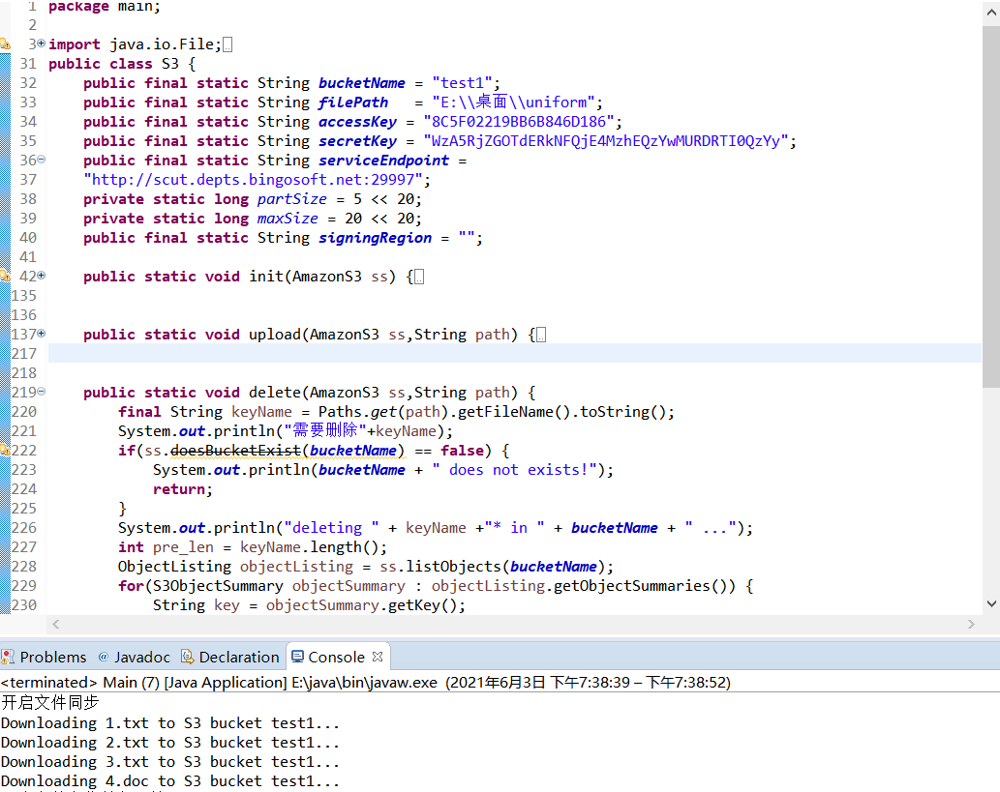 1 package main;
2
3 import java.io.File;
31 public class S3 {
32 public final static String bucketName = "test1";
33 public final static String filePath = "E:\\桌面\\uniform";
34 public final static String accessKey = "8C5F02219BB6B846D186";
35 public final static String secretKey = "WzA5RjZGOTdERkNFQjE4MzhEQzYwMURDRTI0QzYy";
36 public final static String serviceEndpoint =
37 "http://scut.depts.bingosoft.net:29997";
38 private static long partSize = 5 << 20;
39 private static long maxSize = 20 << 20;
40 public final static String signingRegion = "";
41
42 public static void init(AmazonS3 ss) {
135
136
137 public static void upload(AmazonS3 ss,String path) {
217
218
219 public static void delete(AmazonS3 ss,String path) {
220 final String keyName = Paths.get(path).getFileName().toString();
221 System.out.println("需要删除"+keyName);
222 if(ss.doesBucketExist(bucketName) == false) {
223 System.out.println(bucketName + " does not exists!");
224 return;
225 }
226 System.out.println("deleting " + keyName +"* in " + bucketName + " ...");
227 int pre_len = keyName.length();
228 ObjectListing objectListing = ss.listObjects(bucketName);
229 for(S3ObjectSummary objectSummary : objectListing.getObjectSummaries()) {
230 String key = objectSummary.getKey();
Problems @ Javadoc Declaration Console
<terminated> Main (7) [Java Application] E:\java\bin\javaw.exe (2021年6月3日 下午7:38:39 – 下午7:38:52)
开启文件同步
Downloading 1.txt to S3 bucket test1...
Downloading 2.txt to S3 bucket test1...
Downloading 3.txt to S3 bucket test1...
Downloading 4.doc to S3 bucket test1...